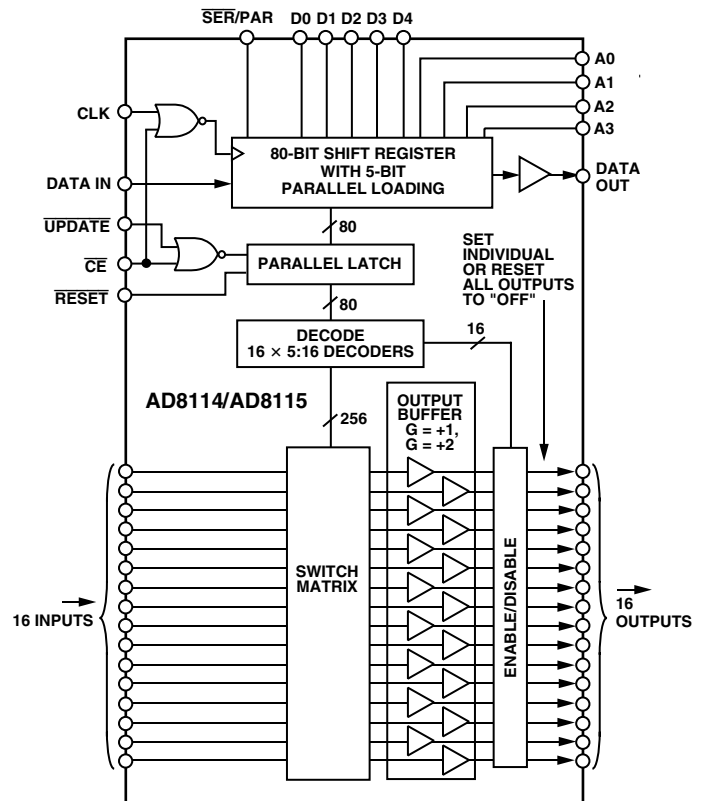 SER/PAR D0 D1 D2 D3 D4
A0
A1
A2
A3
CLK
80-BIT SHIFT REGISTER
WITH 5-BIT
PARALLEL LOADING
DATA IN
DATA
OUT
UPDATE
80
CE
PARALLEL LATCH
RESET
80
SET
INDIVIDUAL
OR RESET
ALL OUTPUTS
TO "OFF"
DECODE
16 × 5:16 DECODERS
16
AD8114/AD8115
256
OUTPUT
BUFFER
G = +1,
G = +2
SWITCH
MATRIX
ENABLE/DISABLE
16 INPUTS
16
OUTPUTS